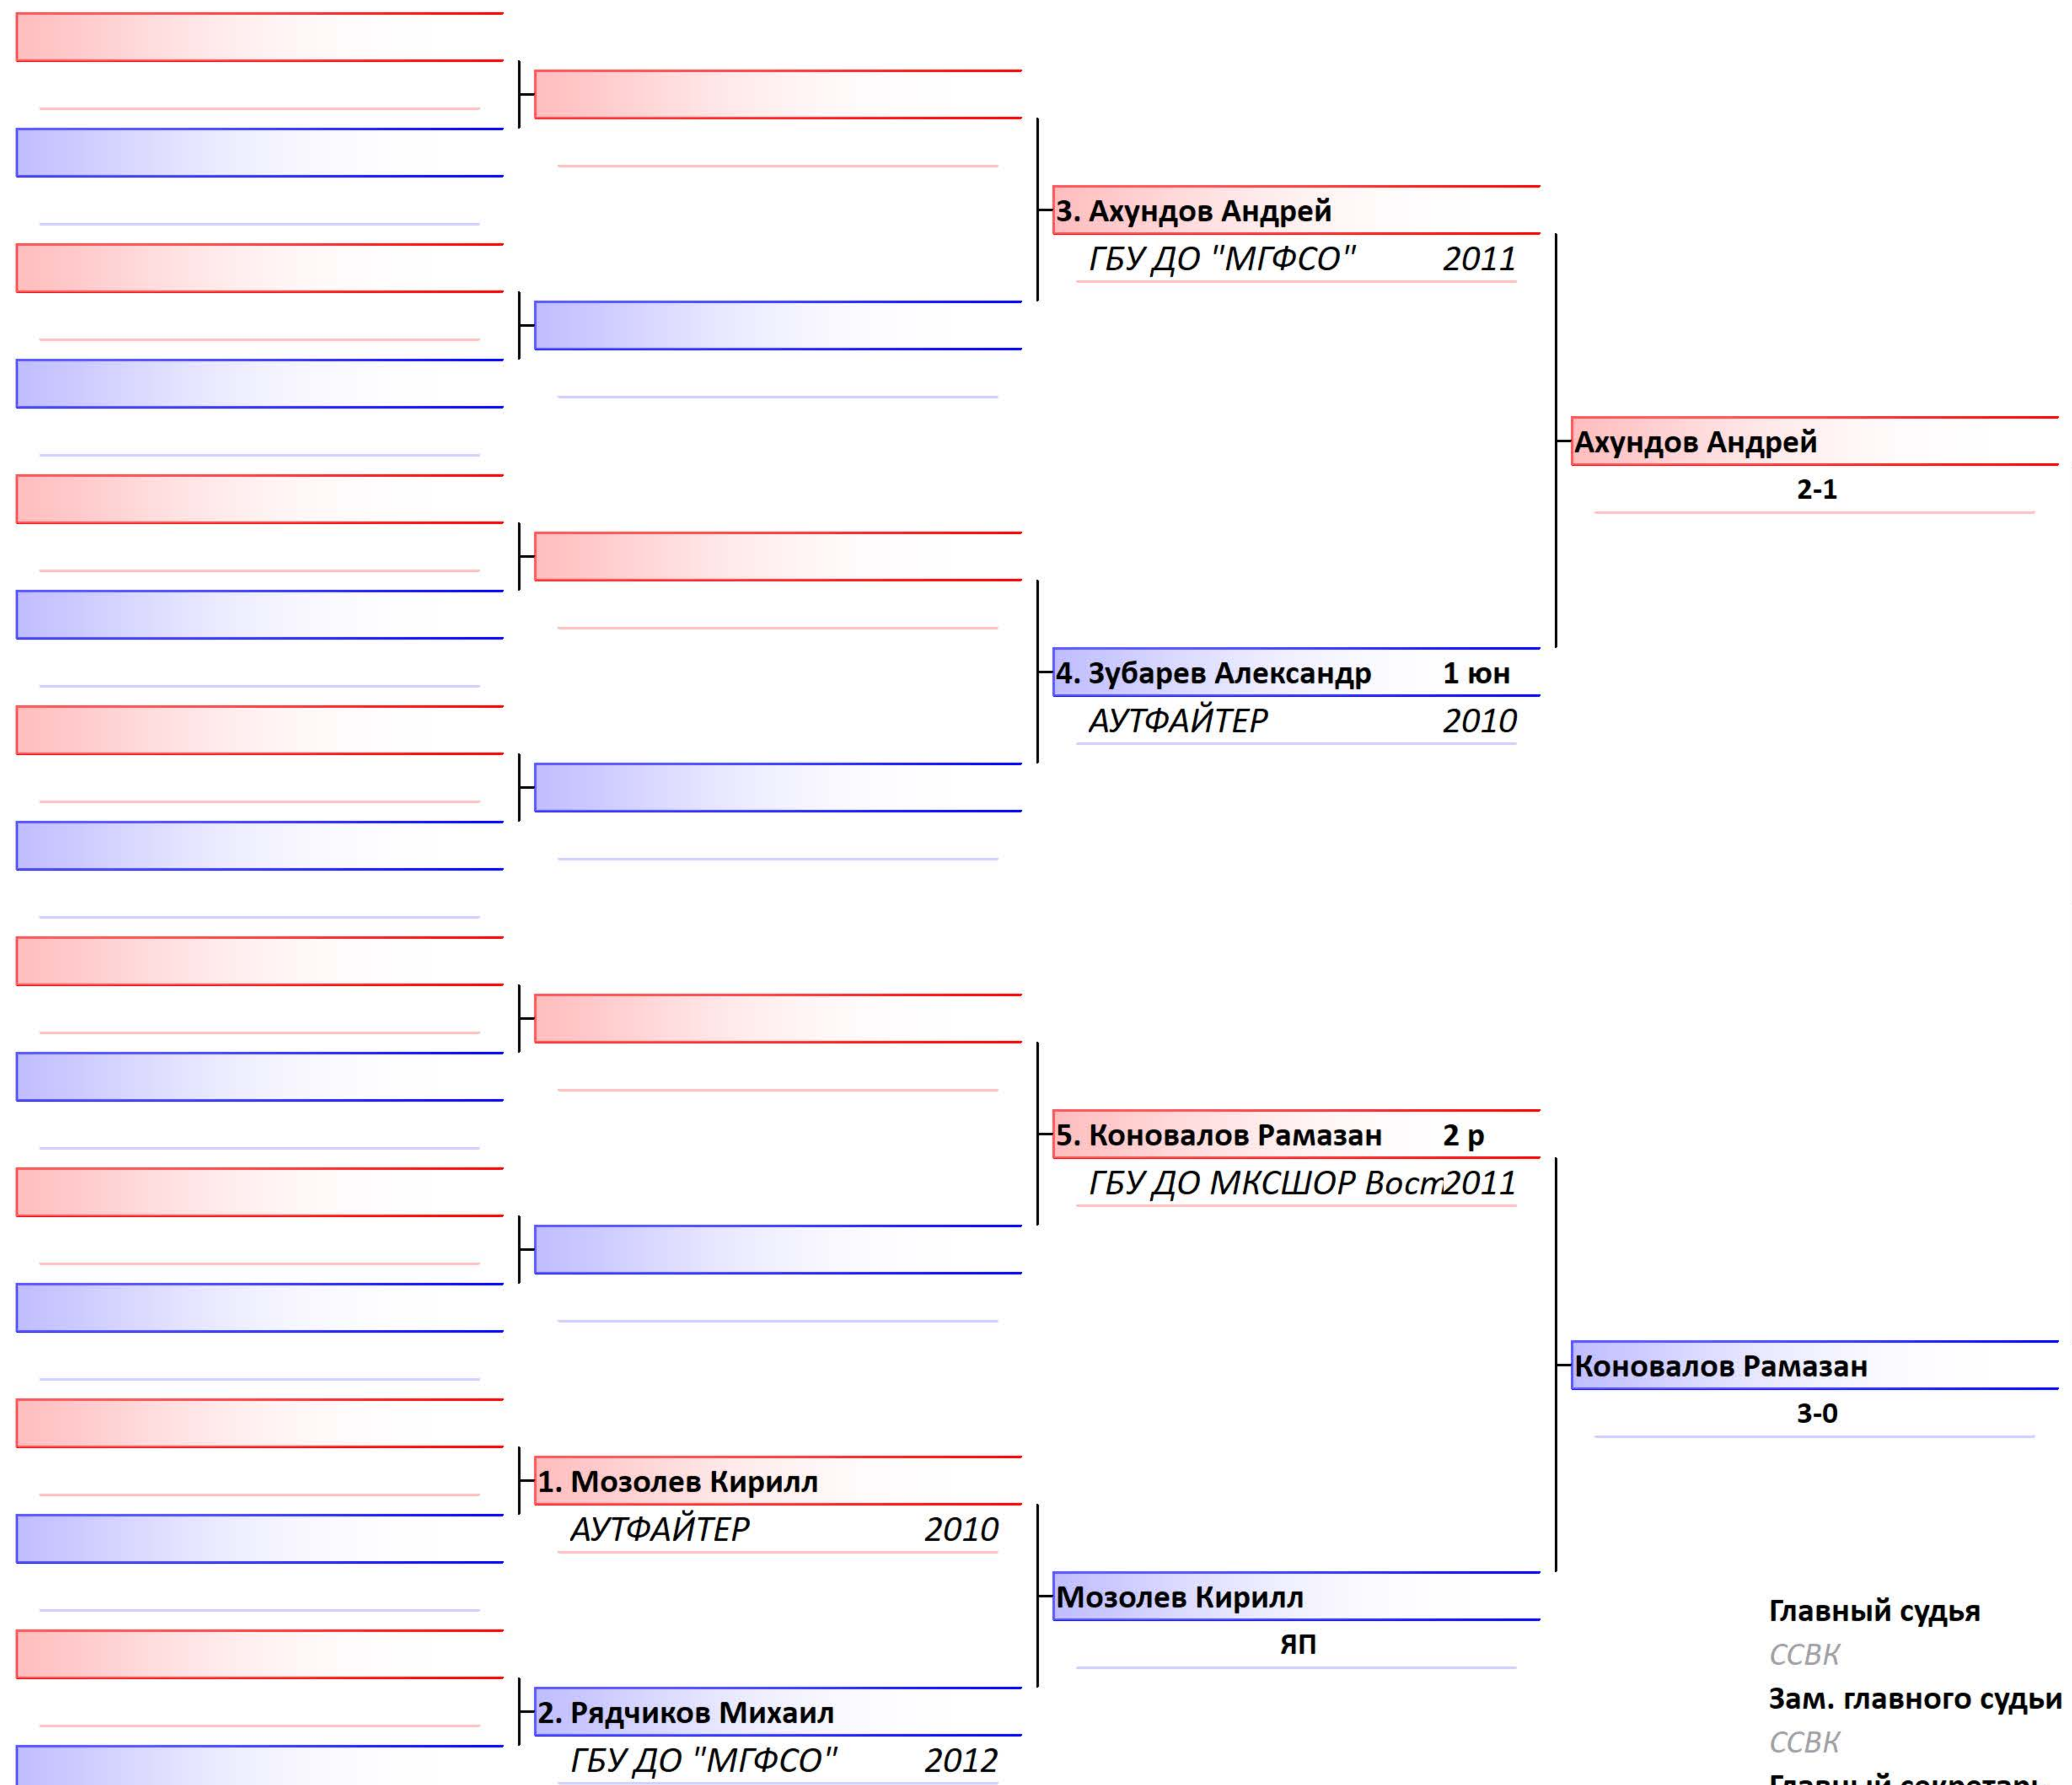 3. Ахундов Андрей
ГБУ ДО "МГФСО" 2011
Ахундов Андрей
2-1
4. Зубарев Александр 1 юн
АУТФАЙТЕР 2010
5. Коновалов Рамазан 2 р
ГБУ ДО МКСШОР Вост 2011
Коновалов Рамазан
3-0
1. Мозолев Кирилл
АУТФАЙТЕР 2010
Мозолев Кирилл
ЯП
2. Рядчиков Михаил
ГБУ ДО "МГФСО" 2012
Главный судья
ССВК
Зам. главного судьи
ССВК
Главный секретарь